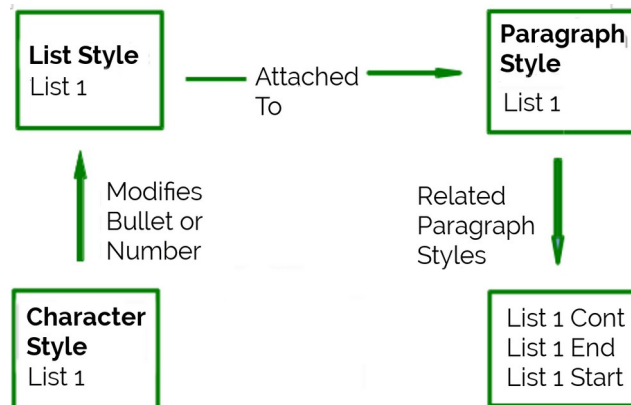 List Style
List 1
Attached
To
Paragraph
Style
List 1
Modifies
Bullet or
Number
Related
Paragraph
Styles
Character
Style
List 1
List 1 Cont
List 1 End
List 1 Start